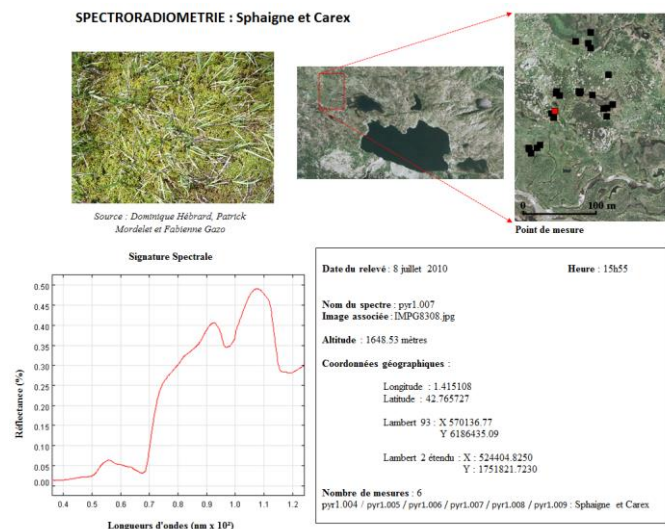 SPECTRORADIOMETRIE : Sphaigne et Carex
Source : Dominique Hébrard, Patrick
Mordelet et Fabienne Gazo
0 100 m
Point de mesure
Signature Spectrale
Réflectance (%)
0.50
0.45
0.40
0.35
0.30
0.25
0.20
0.15
0.10
0.05
0.00
0.4 0.5 0.6 0.7 0.8 0.9 1.0 1.1 1.2
Longueurs d'ondes (nm x 10³)
Date du relevé : 8 juillet 2010 Heure : 15h55
Nom du spectre : pyr1.007
Image associée : IMPG8308.jpg
Altitude : 1648.53 mètres
Coordonnées géographiques :
Longitude : 1.415108
Latitude : 42.765727
Lambert 93 : X 570136.77
Y 6186435.09
Lambert 2 étendu : X : 524404.8250
Y : 1751821.7230
Nombre de mesures : 6
pyr1.004 / pyr1.005 / pyr1.006 / pyr1.007 / pyr1.008 / pyr1.009 : Sphaigne et Carex